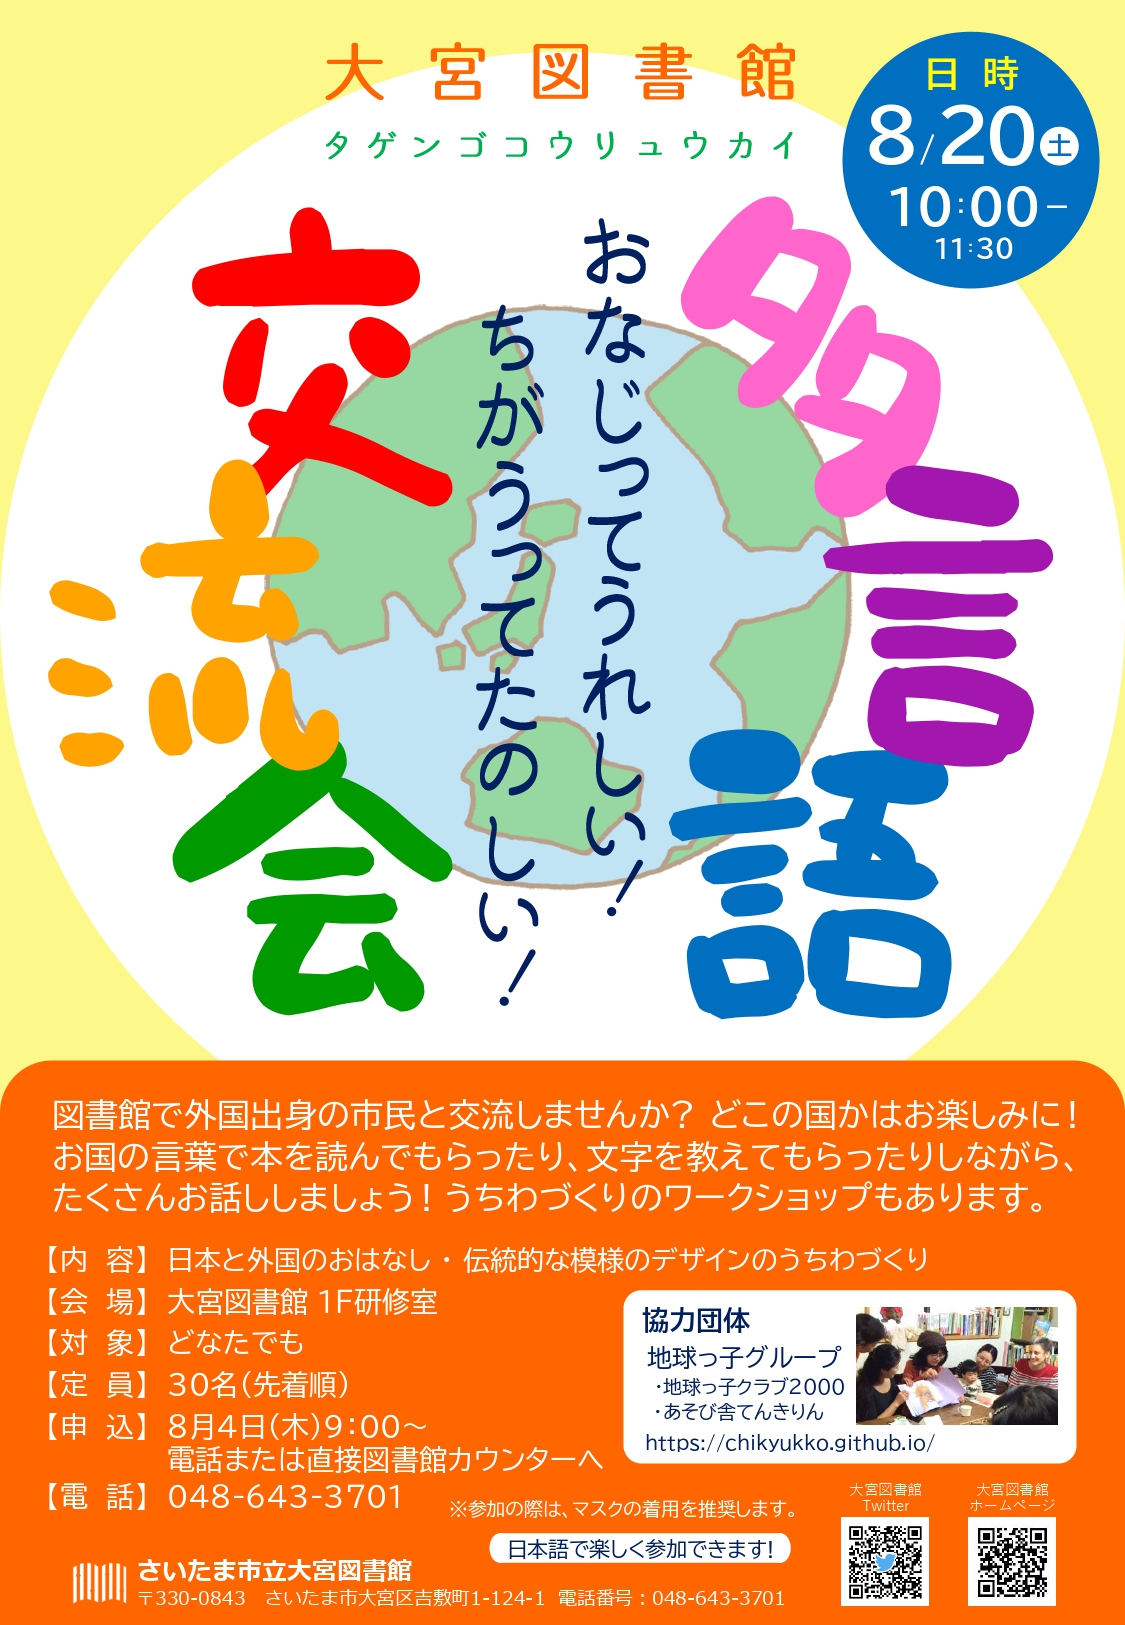 大宮図書館
タゲンゴコウリュウカイ
日時
8/20土
10:00–
11:30
多言語
交流会
おなじってうれしい！
ちがうってたのしい！
図書館で外国出身の市民と交流しませんか？ どこの国かはお楽しみに！
お国の言葉で本を読んでもらったり、文字を教えてもらったりしながら、
たくさんお話ししましょう！うちわづくりのワークショップもあります。
【内 容】日本と外国のおはなし・伝統的な模様のデザインのうちわづくり
【会 場】大宮図書館 1F研修室
【対 象】どなたでも
【定 員】30名(先着順)
【申 込】8月4日(木)9：00～
電話または直接図書館カウンターへ
【電 話】048-643-3701
協力団体
地球っ子グループ
・地球っ子クラブ2000
・あそび舎てんきりん
https://chikyukko.github.io/
※参加の際は、マスクの着用を推奨します。
日本語で楽しく参加できます！
大宮図書館
Twitter
大宮図書館
ホームページ
さいたま市立大宮図書館
〒330-0843 さいたま市大宮区吉敷町1-124-1 電話番号：048-643-3701